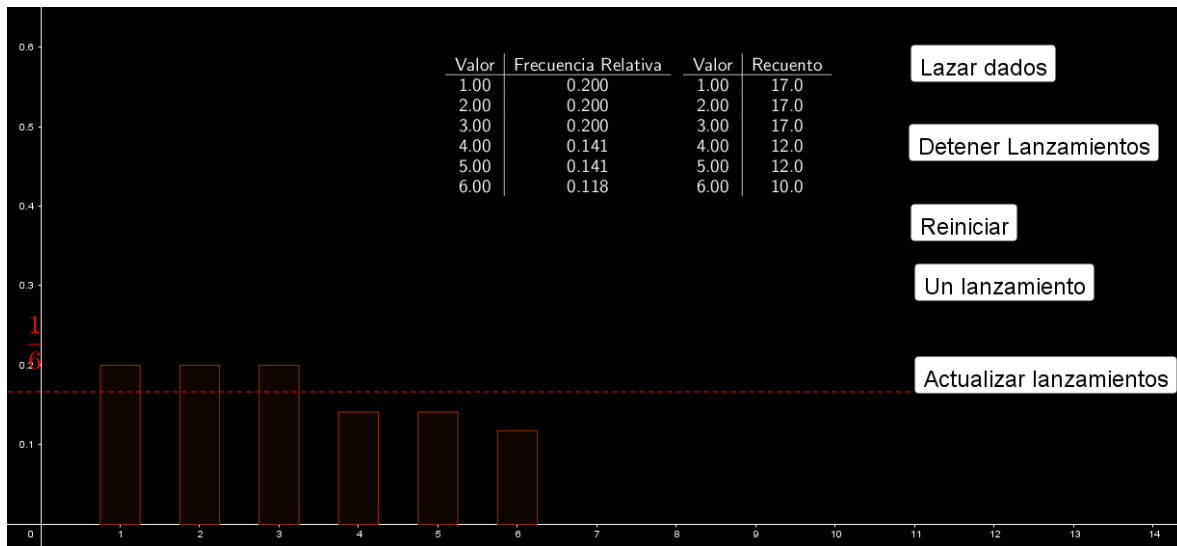 Valor Frecuencia Relativa Valor Recuento
1.00 0.200 1.00 17.0
2.00 0.200 2.00 17.0
3.00 0.200 3.00 17.0
4.00 0.141 4.00 12.0
5.00 0.141 5.00 12.0
6.00 0.118 6.00 10.0
Lazar dados
Detener Lanzamientos
Reiniciar
Un lanzamiento
Actualizar lanzamientos
0.6
0.5
0.4
0.3
1
6
0.2
0.1
0 1 2 3 4 5 6 7 8 9 10 11 12 13 14